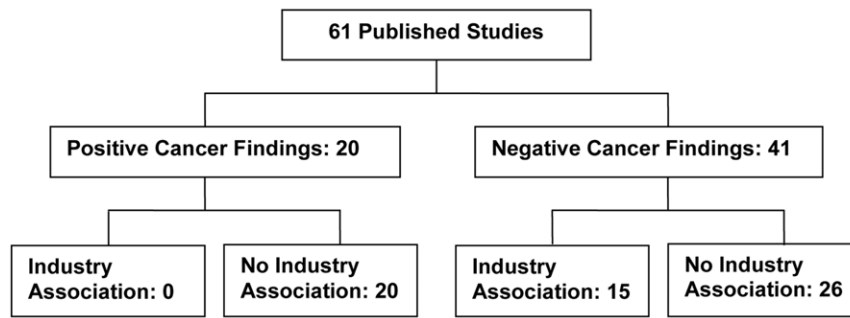 61 Published Studies
Positive Cancer Findings: 20
Negative Cancer Findings: 41
Industry
Association: 0
No Industry
Association: 20
Industry
Association: 15
No Industry
Association: 26